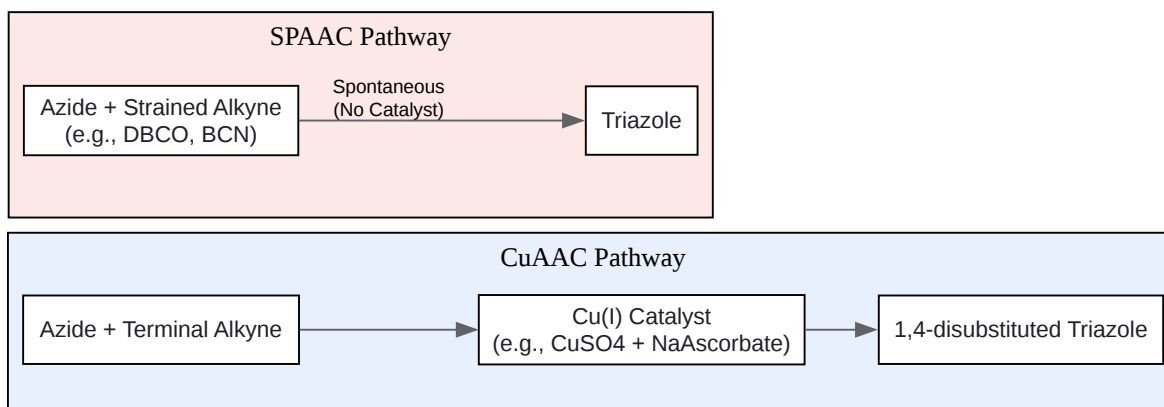 SPAAC Pathway
Azide + Strained Alkyne
(e.g., DBCO, BCN)
Spontaneous
(No Catalyst)
Triazole
CuAAC Pathway
Azide + Terminal Alkyne
Cu(I) Catalyst
(e.g., CuSO4 + NaAscorbate)
1,4-disubstituted Triazole